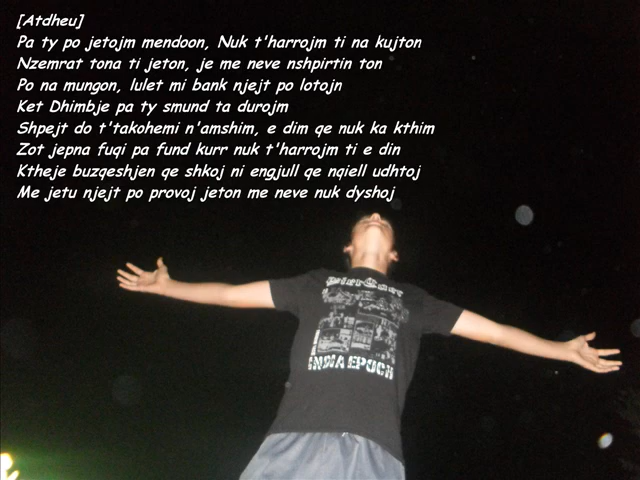 [Atdheu]
Pa ty po jetojm mendoon, Nuk t'harrojm ti na kujton
Nzemrat tona ti jeton, je me neve nshpirtin ton
Po na mungon, lulet mi bank njejt po lotojn
Ket Dhimbje pa ty smund ta durojm
Shpejt do t'takohemi n'amshim, e dim qe nuk ka kthim
Zot jepna fuqi pa fund kurr nuk t'harrojm ti e din
Ktheje buzqeshjen qe shkoj ni engjull qe nqiell udhtoj
Me jetu njejt po provoj jeton me neve nuk dyshoj
EPOCH